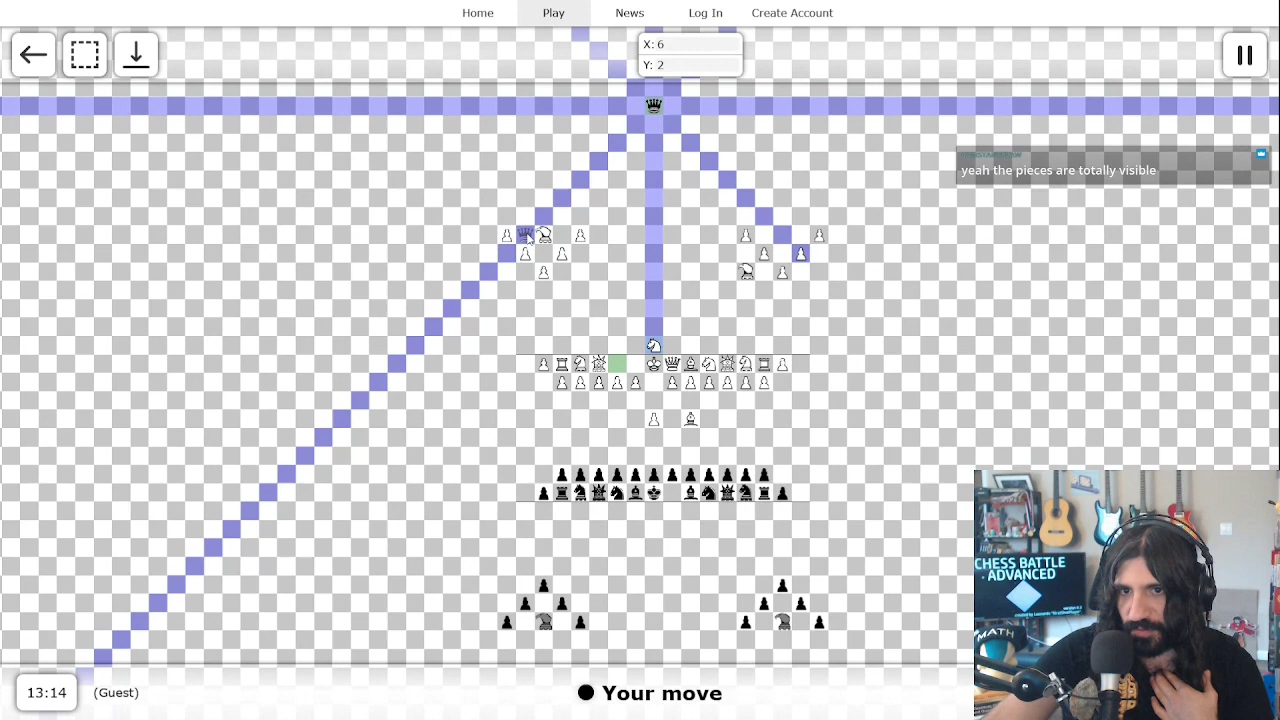 Home
Play
News
Log In
Create Account
X: 6
Y: 2
yeah the pieces are totally visible
CHESS BATTLE
ADVANCED
MATH
13:14
(Guest)
Your move